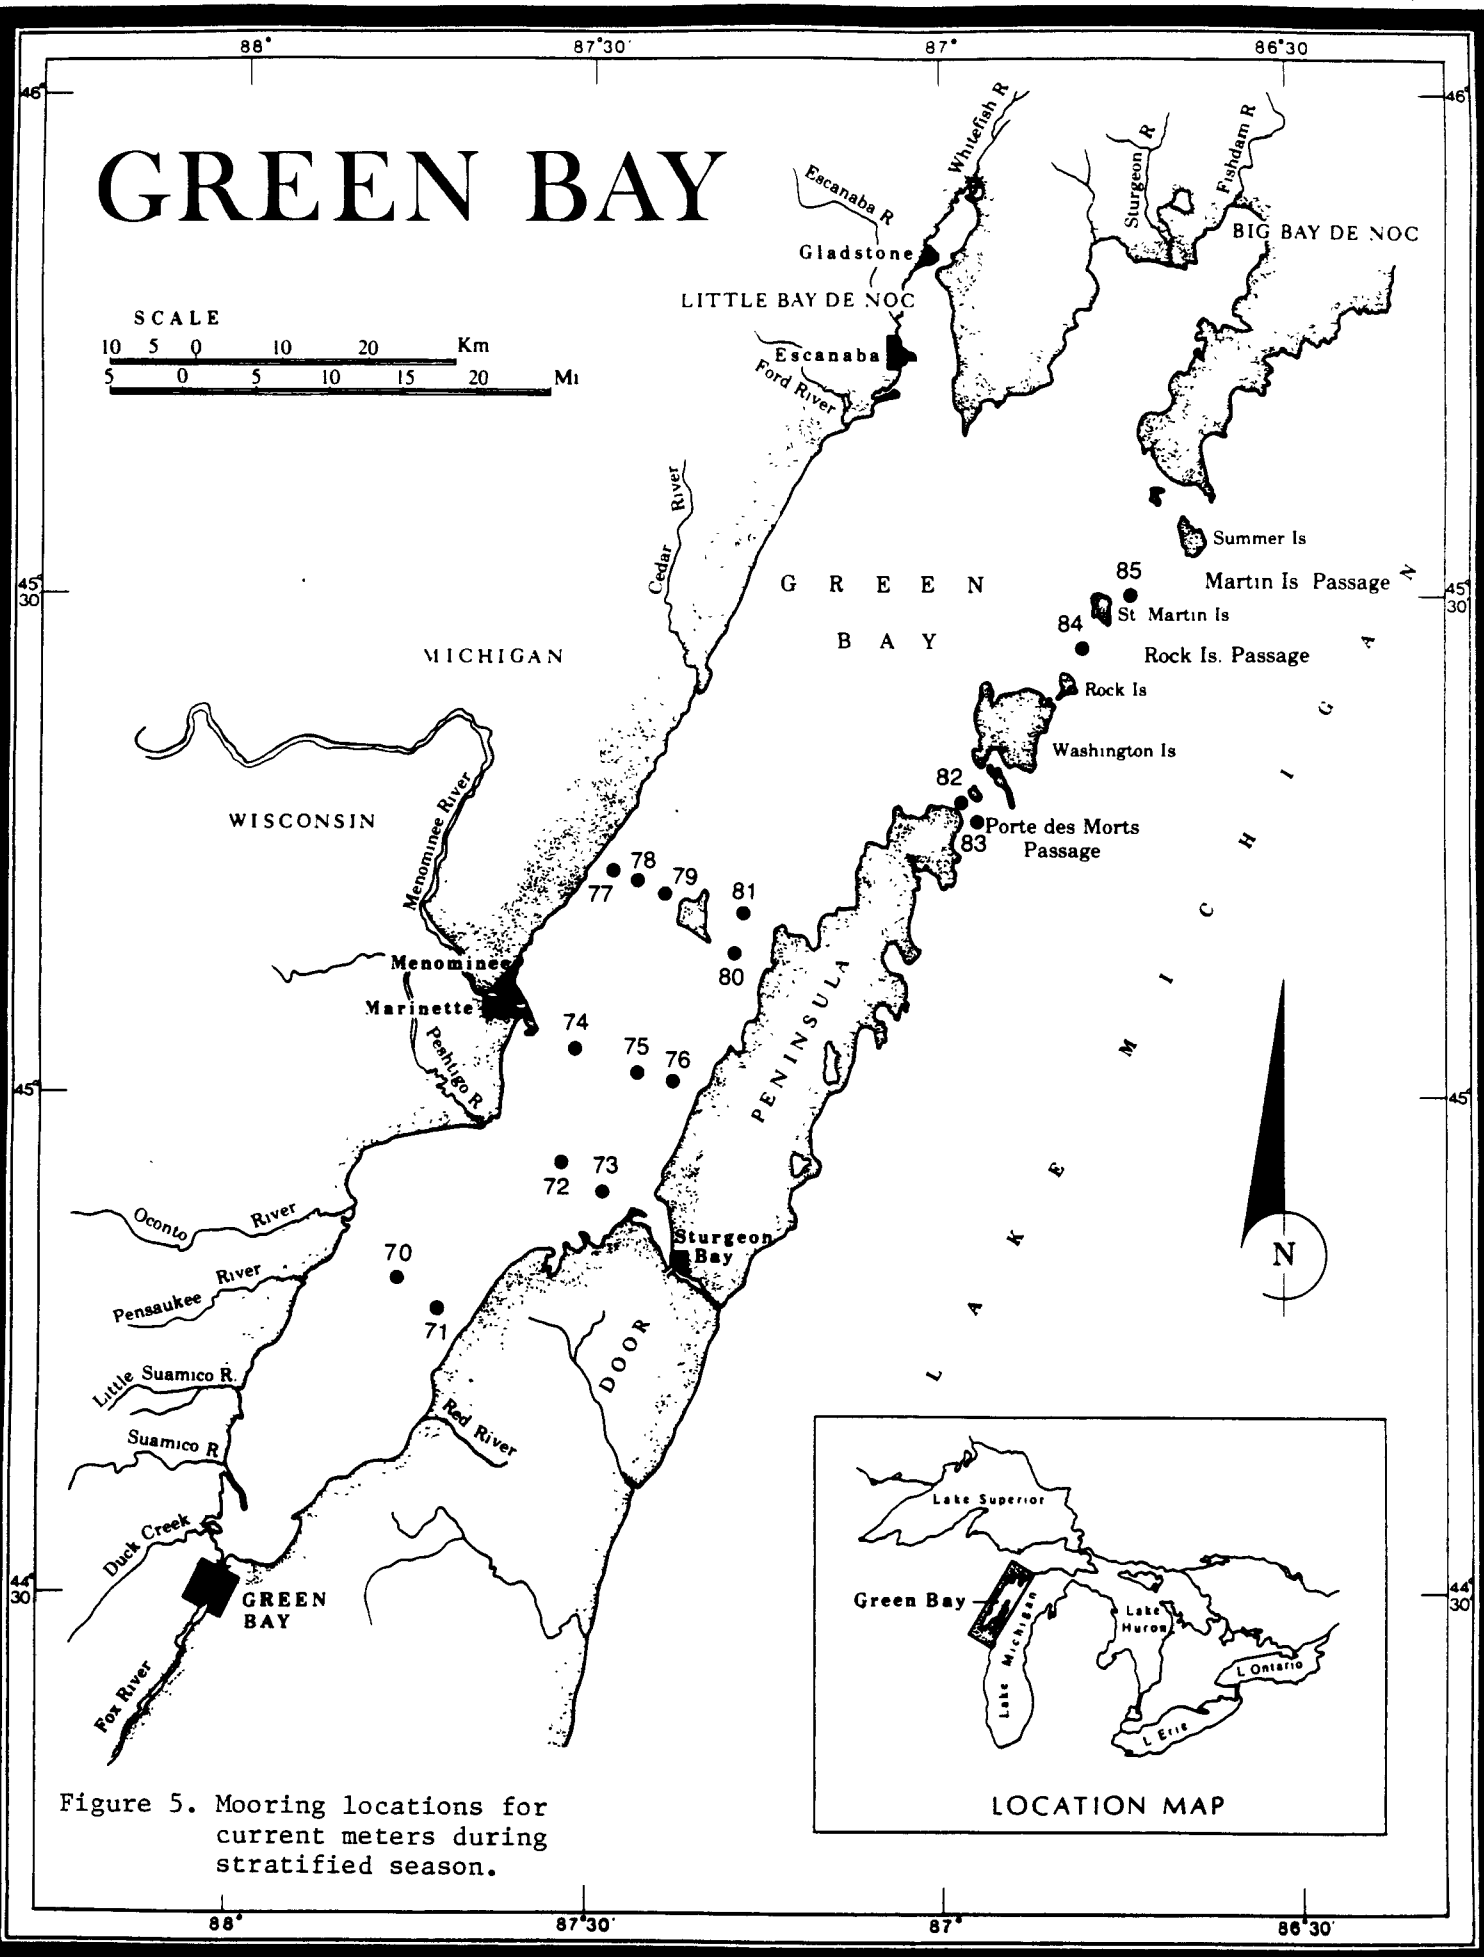 88° 87°30' 87° 86°30
46° 46°
GREEN BAY
Whitefish R
Escanaba R
Sturgeon R
Fishdam R
BIG BAY DE NOC
Gladstone
LITTLE BAY DE NOC
SCALE
10 5 0 10 20 Km
5 0 5 10 15 20 Mi
Escanaba
Ford River
Cedar River
Summer Is
45° 30' 45° 30'
GREEN
BAY
85
Martin Is Passage
St Martin Is
84
Rock Is. Passage
MICHIGAN
Rock Is
Washington Is
WISCONSIN
Menominee River
82
Porte des Morts
Passage
83
77
78
79
81
80
Menominee
Marinette
Peshtigo R
74
75
76
DOOR PENINSULA
LAKE MICHIGAN
45° 45°
72
73
Sturgeon
Bay
Oconto River
70
71
Pensaukee River
Little Suamico R.
Red River
Suamico R
Duck Creek
N
44° 30' 44° 30'
GREEN
BAY
Fox River
Lake Superior
Green Bay
Lake Michigan
Lake
Huron
L Ontario
L Erie
LOCATION MAP
Figure 5. Mooring locations for
current meters during
stratified season.
88° 87°30' 87° 86°30'